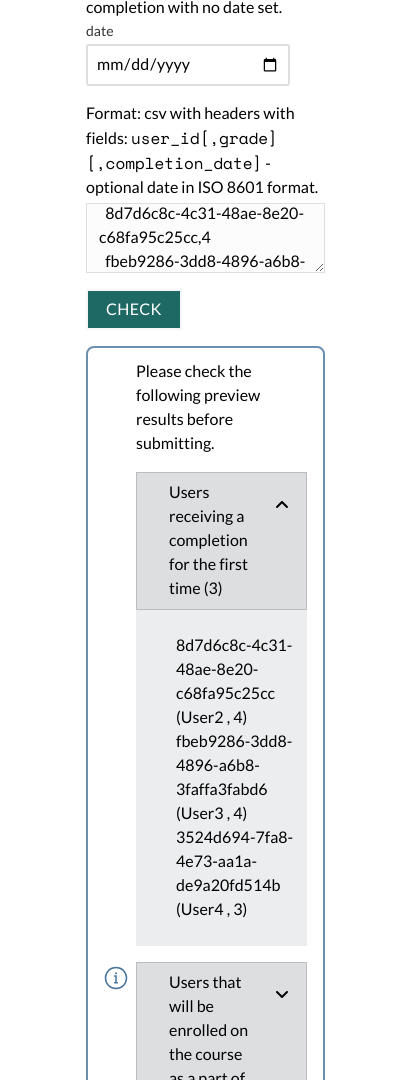 completion with no date set.
date
mm/dd/yyyy
Format: csv with headers with
fields: user_id[,grade]
[,completion_date] -
optional date in ISO 8601 format.
8d7d6c8c-4c31-48ae-8e20-
c68fa95c25cc,4
fbeb9286-3dd8-4896-a6b8-
CHECK
Please check the
following preview
results before
submitting.
Users
receiving a
completion
for the first
time (3)
8d7d6c8c-4c31-
48ae-8e20-
c68fa95c25cc
(User2 , 4)
fbeb9286-3dd8-
4896-a6b8-
3faffa3fabd6
(User3 , 4)
3524d694-7fa8-
4e73-aa1a-
de9a20fd514b
(User4 , 3)
Users that
will be
enrolled on
the course
as a part of